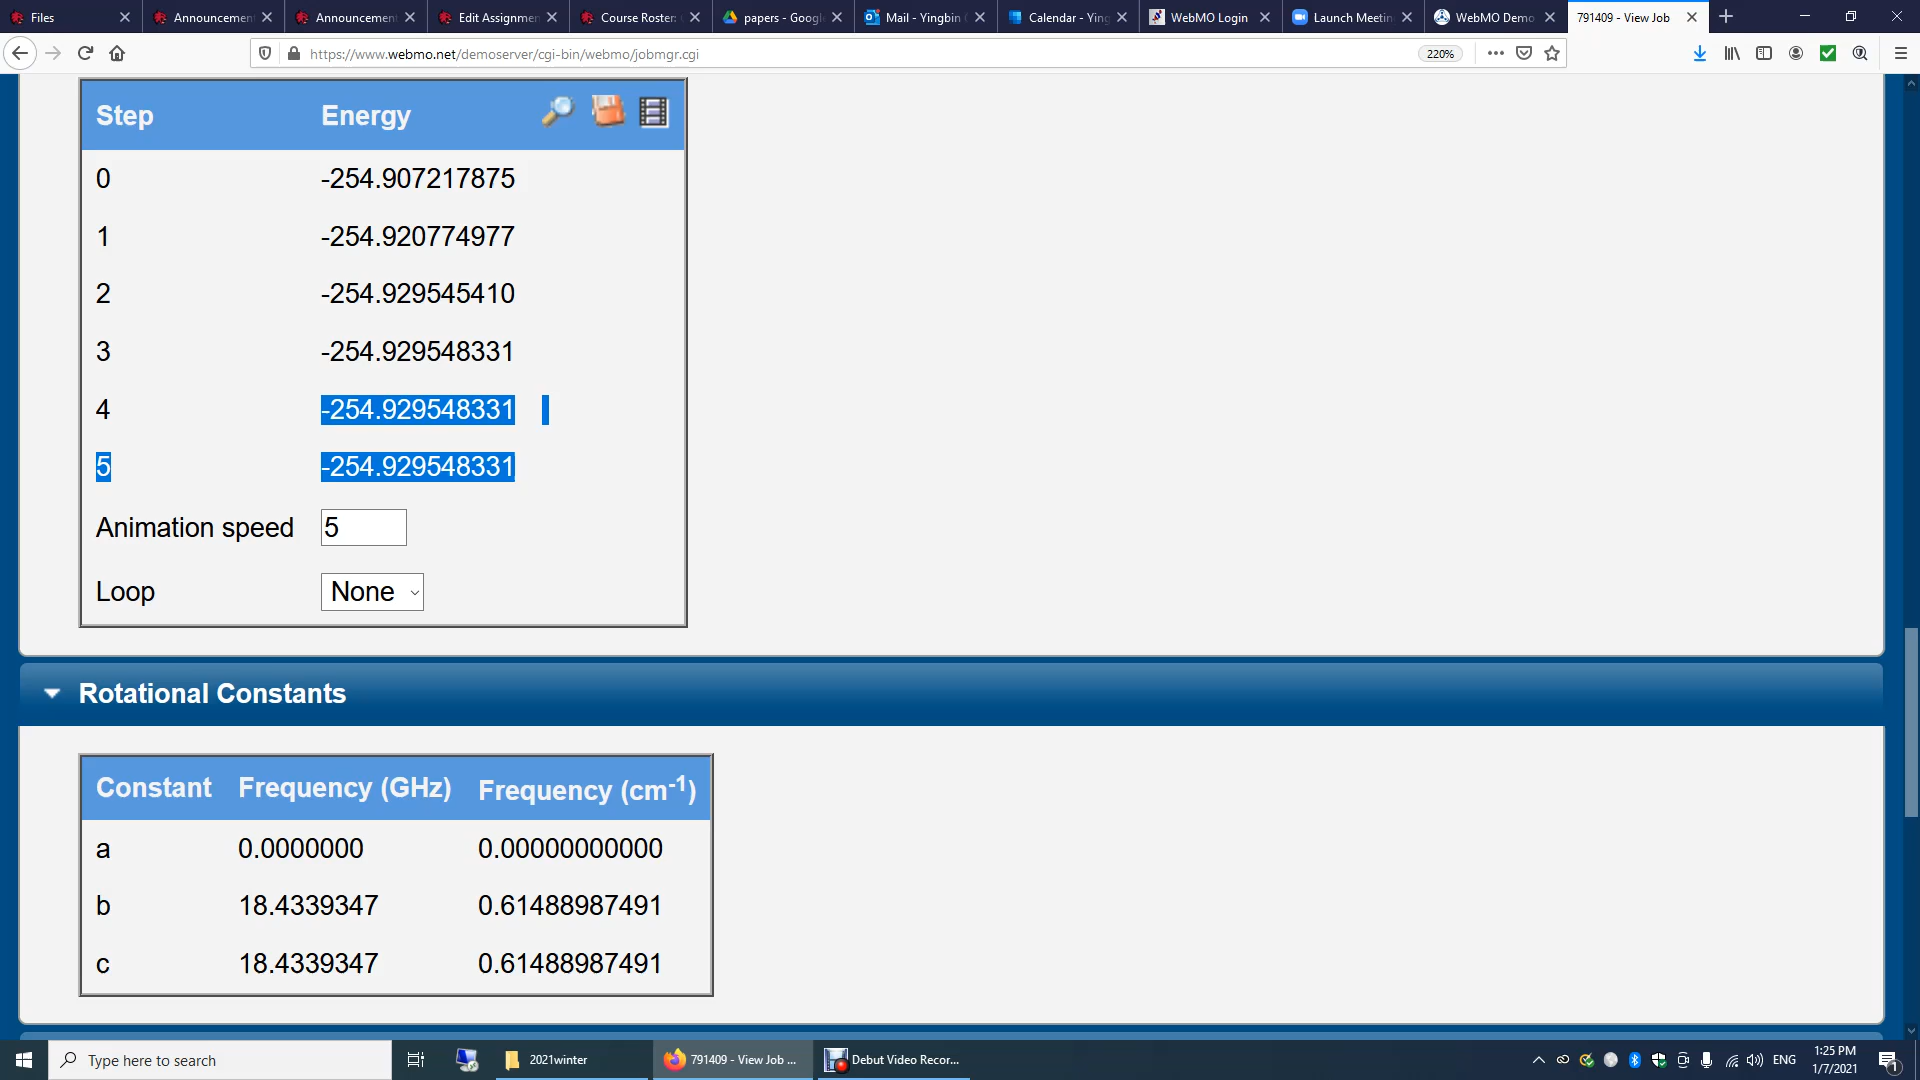 Files
Announcemen
Announcement
Edit Assignme
Course Roster:
papers - Googl
Mail - Yingbin
Calendar - Ying
WebMO Login
Launch Meetin
WebMO Demo
791409 - View Job
https://www.webmo.net/demoserver/cgi-bin/webmo/jobmgr.cgi
220%
Step Energy
0 -254.907217875
1 -254.920774977
2 -254.929545410
3 -254.929548331
4 -254.929548331
5 -254.929548331
Animation speed 5
Loop None
Rotational Constants
Constant Frequency (GHz) Frequency (cm-1)
a 0.0000000 0.00000000000
b 18.4339347 0.61488987491
c 18.4339347 0.61488987491
Type here to search
2021winter
791409 - View Job ...
Debut Video Recor...
ENG
1:25 PM
1/7/2021
1